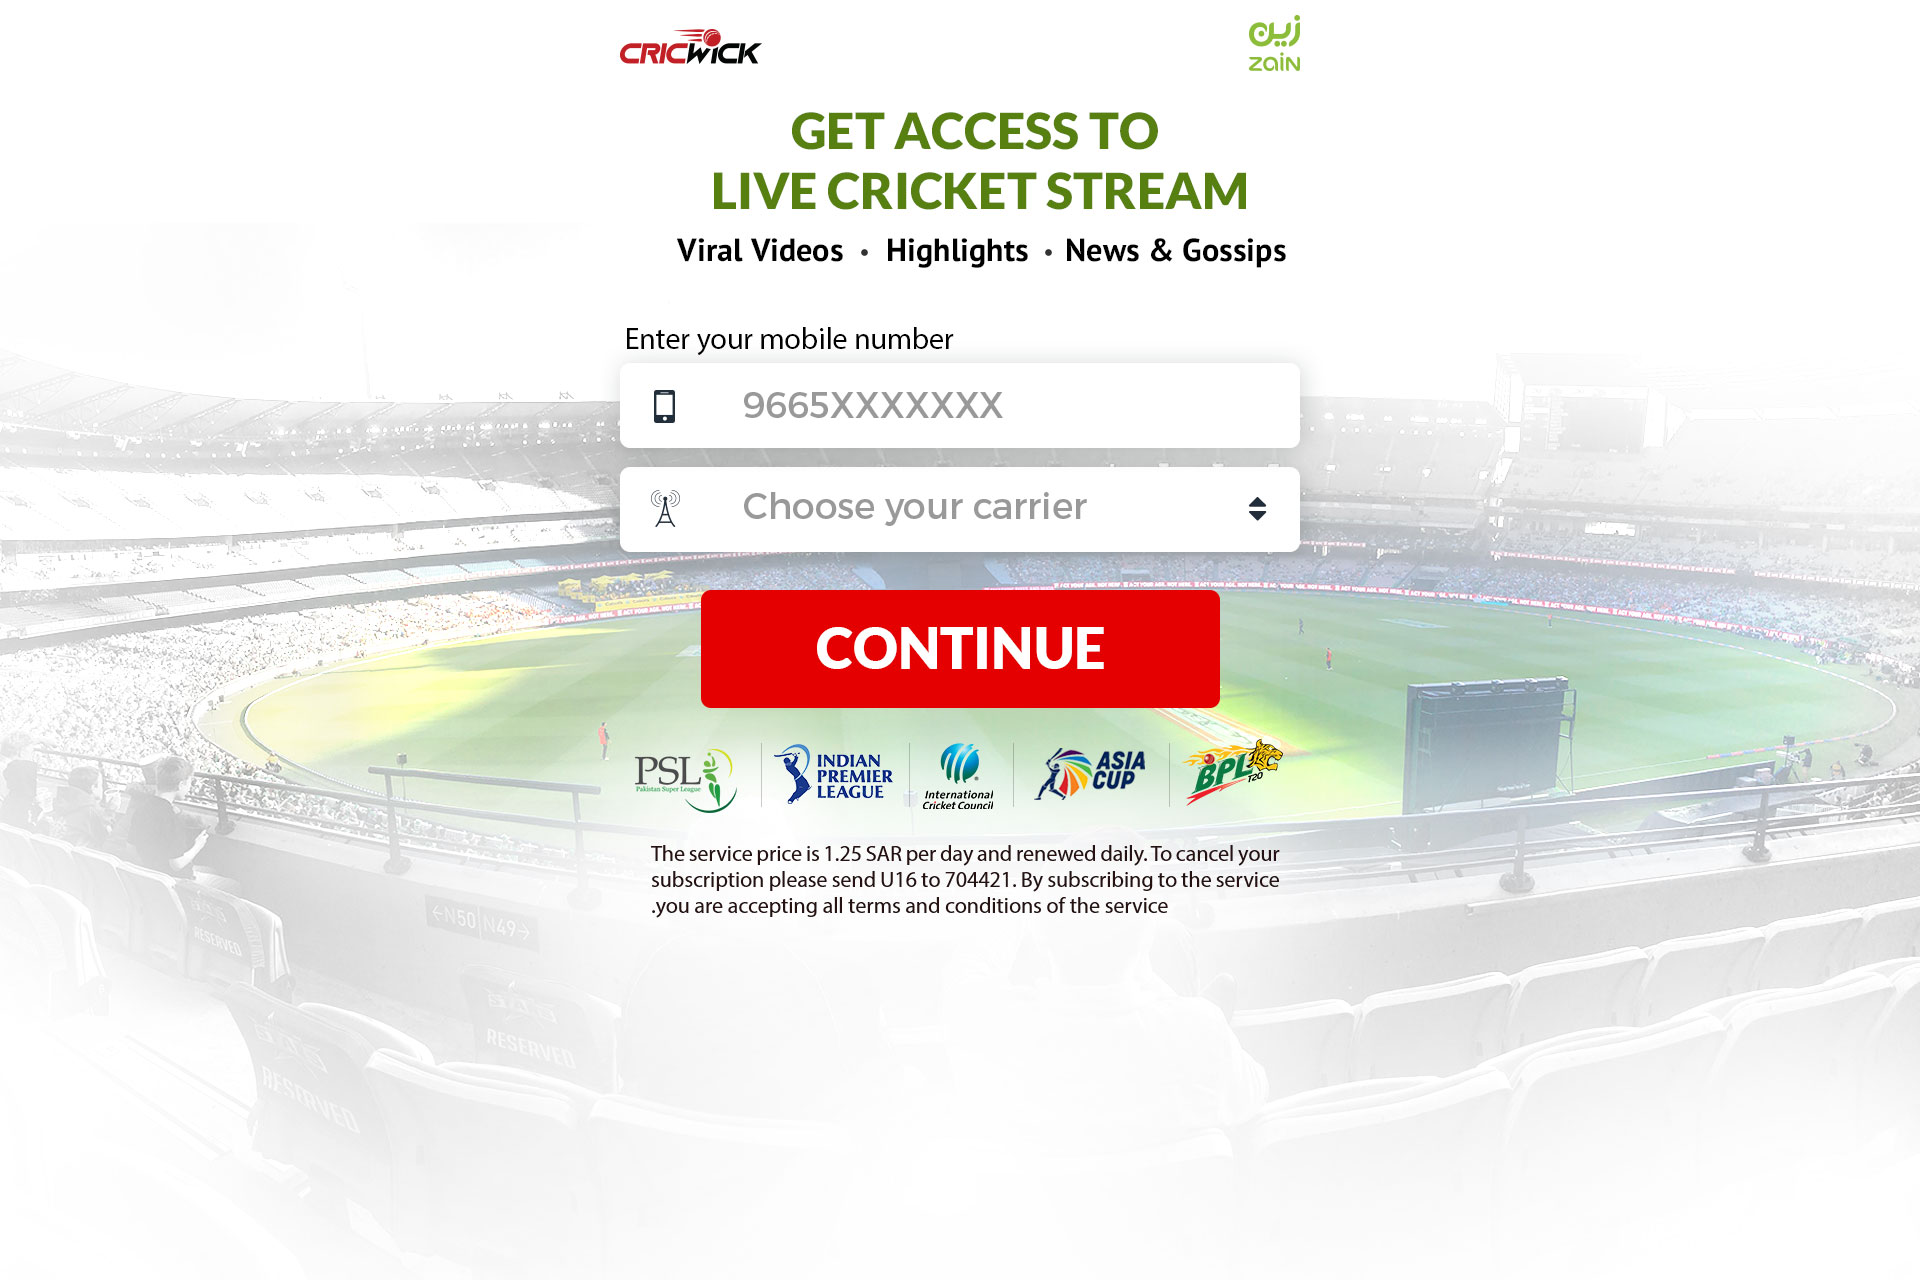 CRICWICK
زين
zain
GET ACCESS TO
LIVE CRICKET STREAM
Viral Videos • Highlights • News & Gossips
Enter your mobile number
9665XXXXXXX
Choose your carrier
CONTINUE
PSL
Pakistan Super League
INDIAN
PREMIER
LEAGUE
International
Cricket Council
ASIA
CUP
BPL
T20
The service price is 1.25 SAR per day and renewed daily. To cancel your
subscription please send U16 to 704421. By subscribing to the service
.you are accepting all terms and conditions of the service
←N50 N49→
RESERVED
RESERVED
RESERVED